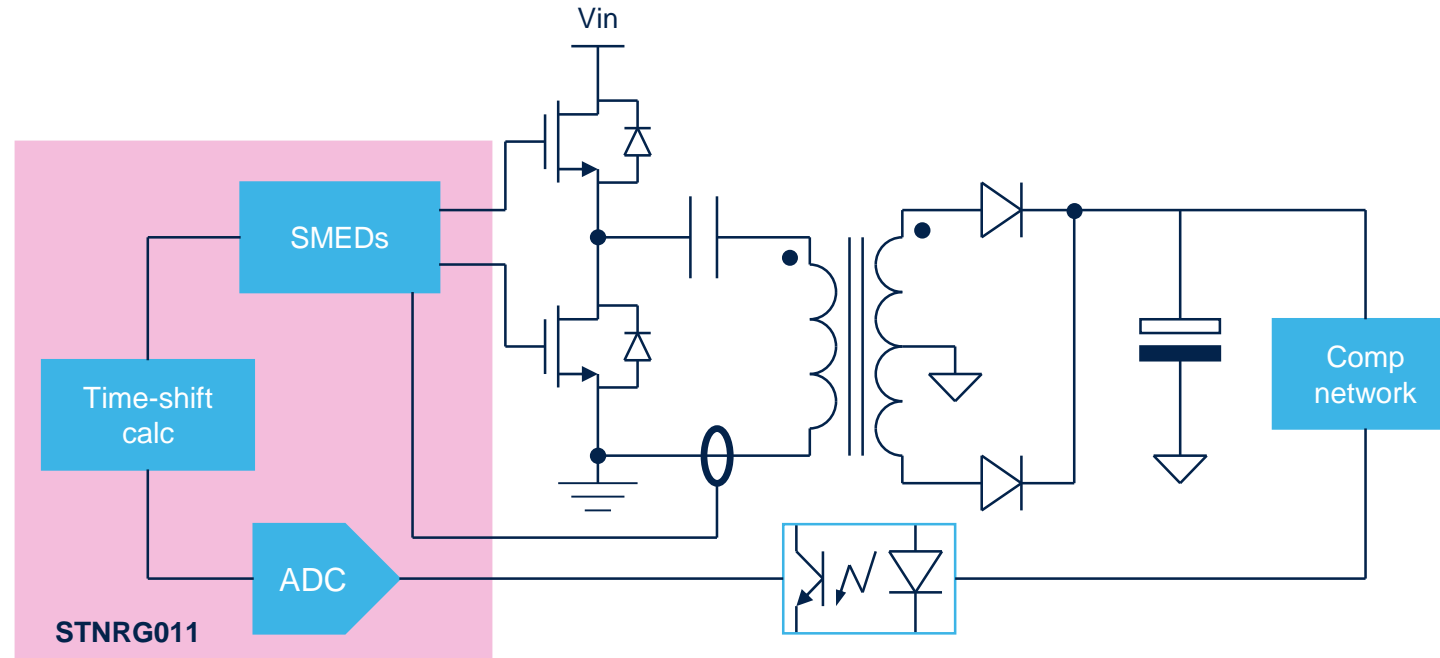 Vin
SMEDs
Time-shift
calc
Comp
network
ADC
STNRG011